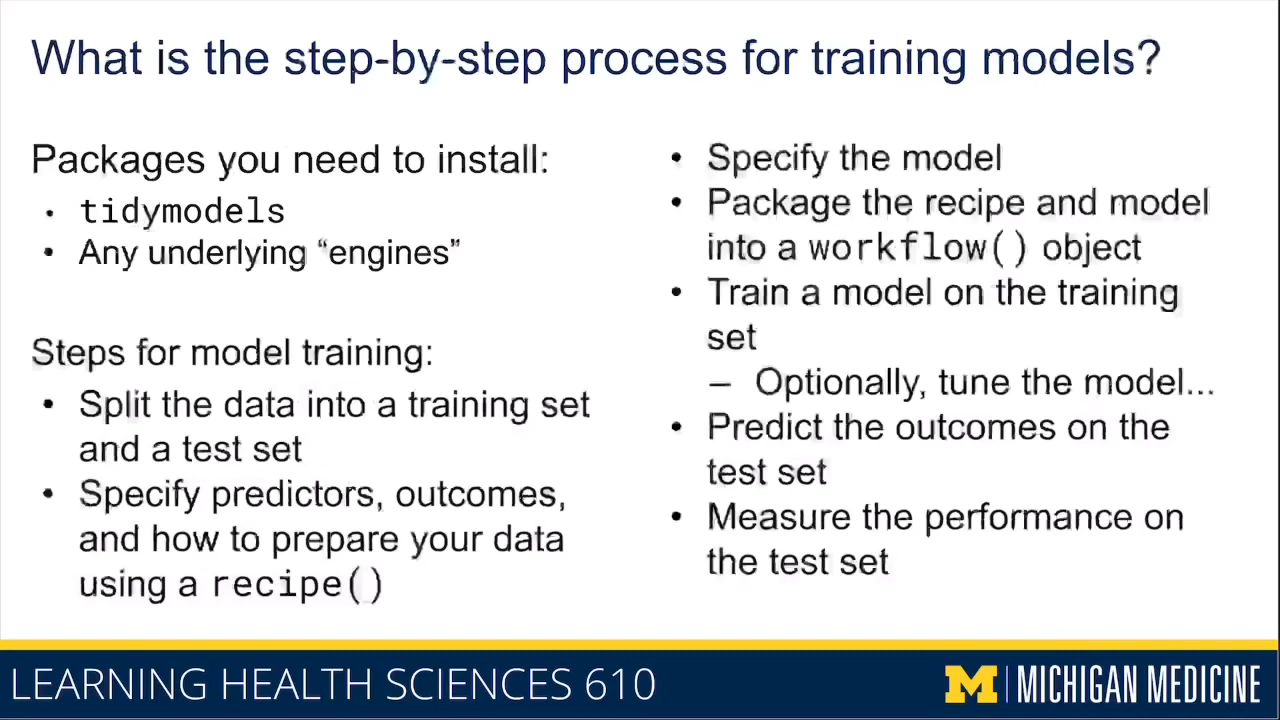 What is the step-by-step process for training models?
Packages you need to install:
• tidymodels
• Any underlying “engines”
Steps for model training:
• Split the data into a training set
and a test set
• Specify predictors, outcomes,
and how to prepare your data
using a recipe()
• Specify the model
• Package the recipe and model
into a workflow() object
• Train a model on the training
set
– Optionally, tune the model...
• Predict the outcomes on the
test set
• Measure the performance on
the test set
LEARNING HEALTH SCIENCES 610
M | MICHIGAN MEDICINE